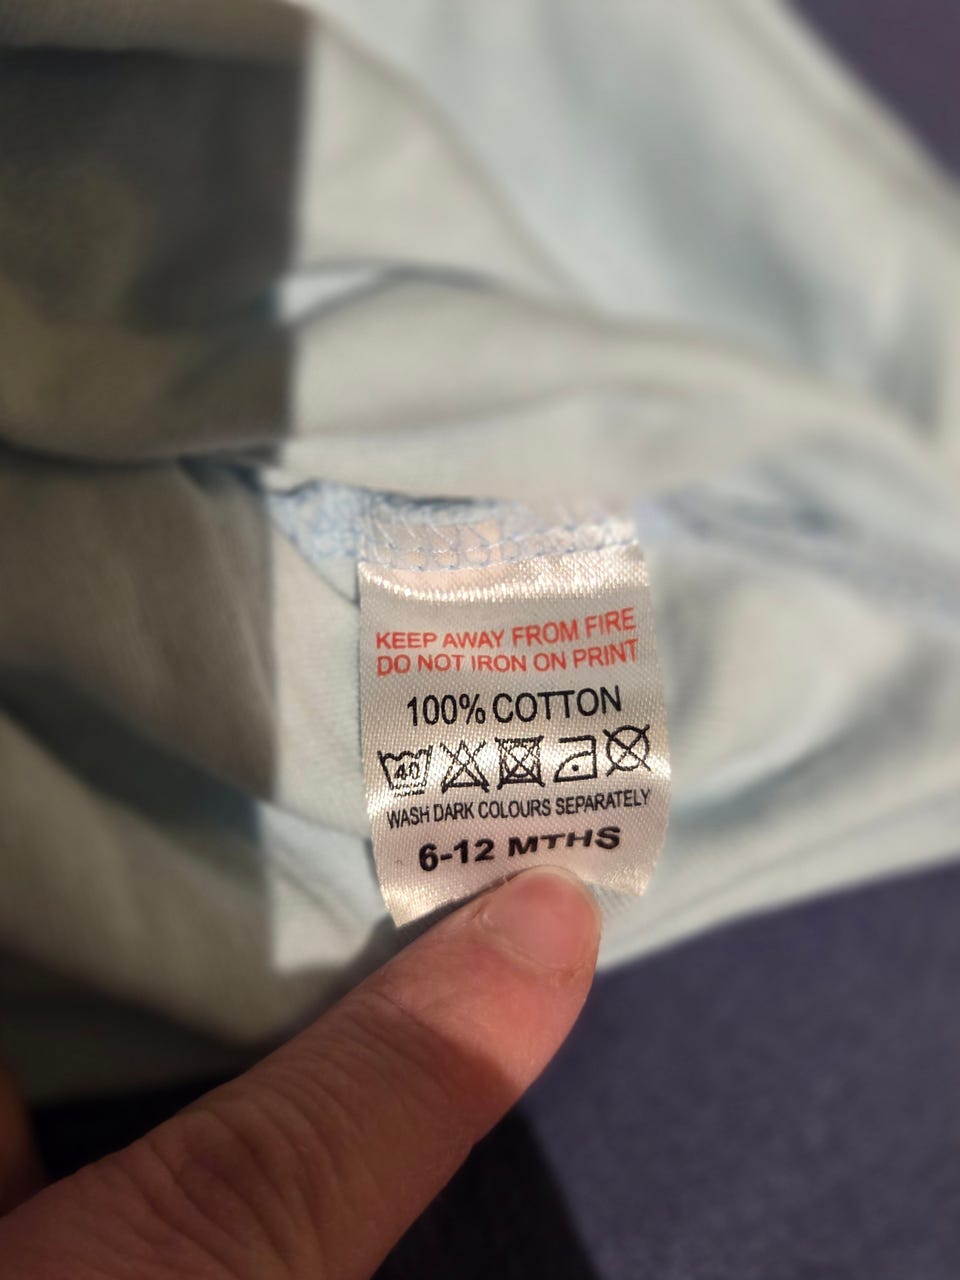 KEEP AWAY FROM FIRE
DO NOT IRON ON PRINT
100% COTTON
40
WASH DARK COLOURS SEPARATELY
6-12 MTHS